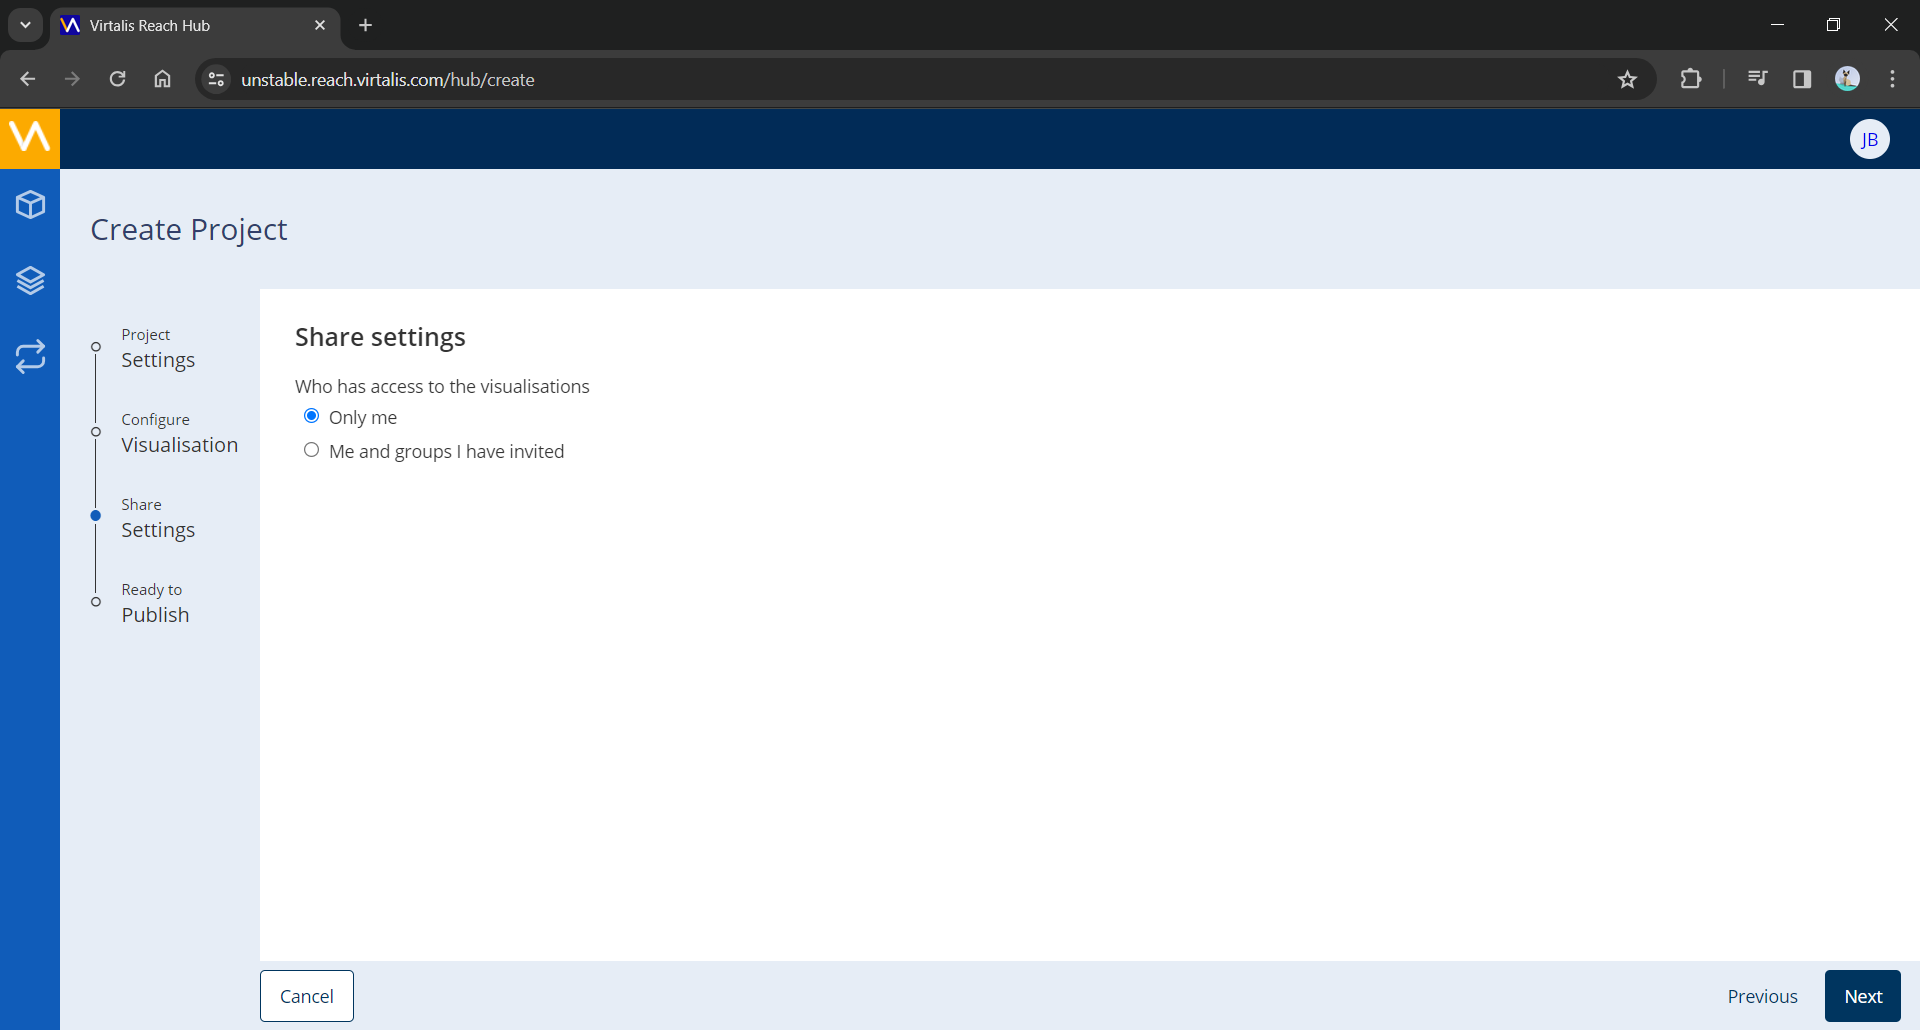 Virtalis Reach Hub
unstable.reach.virtalis.com/hub/create
JB
Create Project
Project
Settings
Configure
Visualisation
Share
Settings
Ready to
Publish
Share settings
Who has access to the visualisations
Only me
Me and groups I have invited
Cancel
Previous
Next